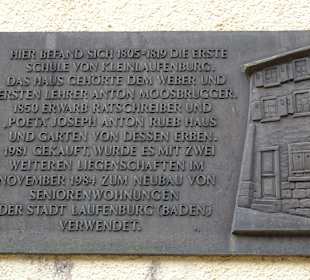 HIER BEFAND SICH 1805-1819 DIE ERSTE
SCHULE VON KLEINLAUFENBURG.
DAS HAUS GEHÖRTE DEM WEBER UND
ERSTEN LEHRER ANTON MOOSBRUGGER.
1850 ERWARB RATSCHREIBER UND
„POET“ JOSEPH ANTON RUEB HAUS
UND GARTEN VON DESSEN ERBEN.
1981 GEKAUFT, WURDE ES MIT ZWEI
WEITEREN LIEGENSCHAFTEN IM
NOVEMBER 1984 ZUM NEUBAU VON
SENIORENWOHNUNGEN
DER STADT LAUFENBURG (BADEN)
VERWENDET.